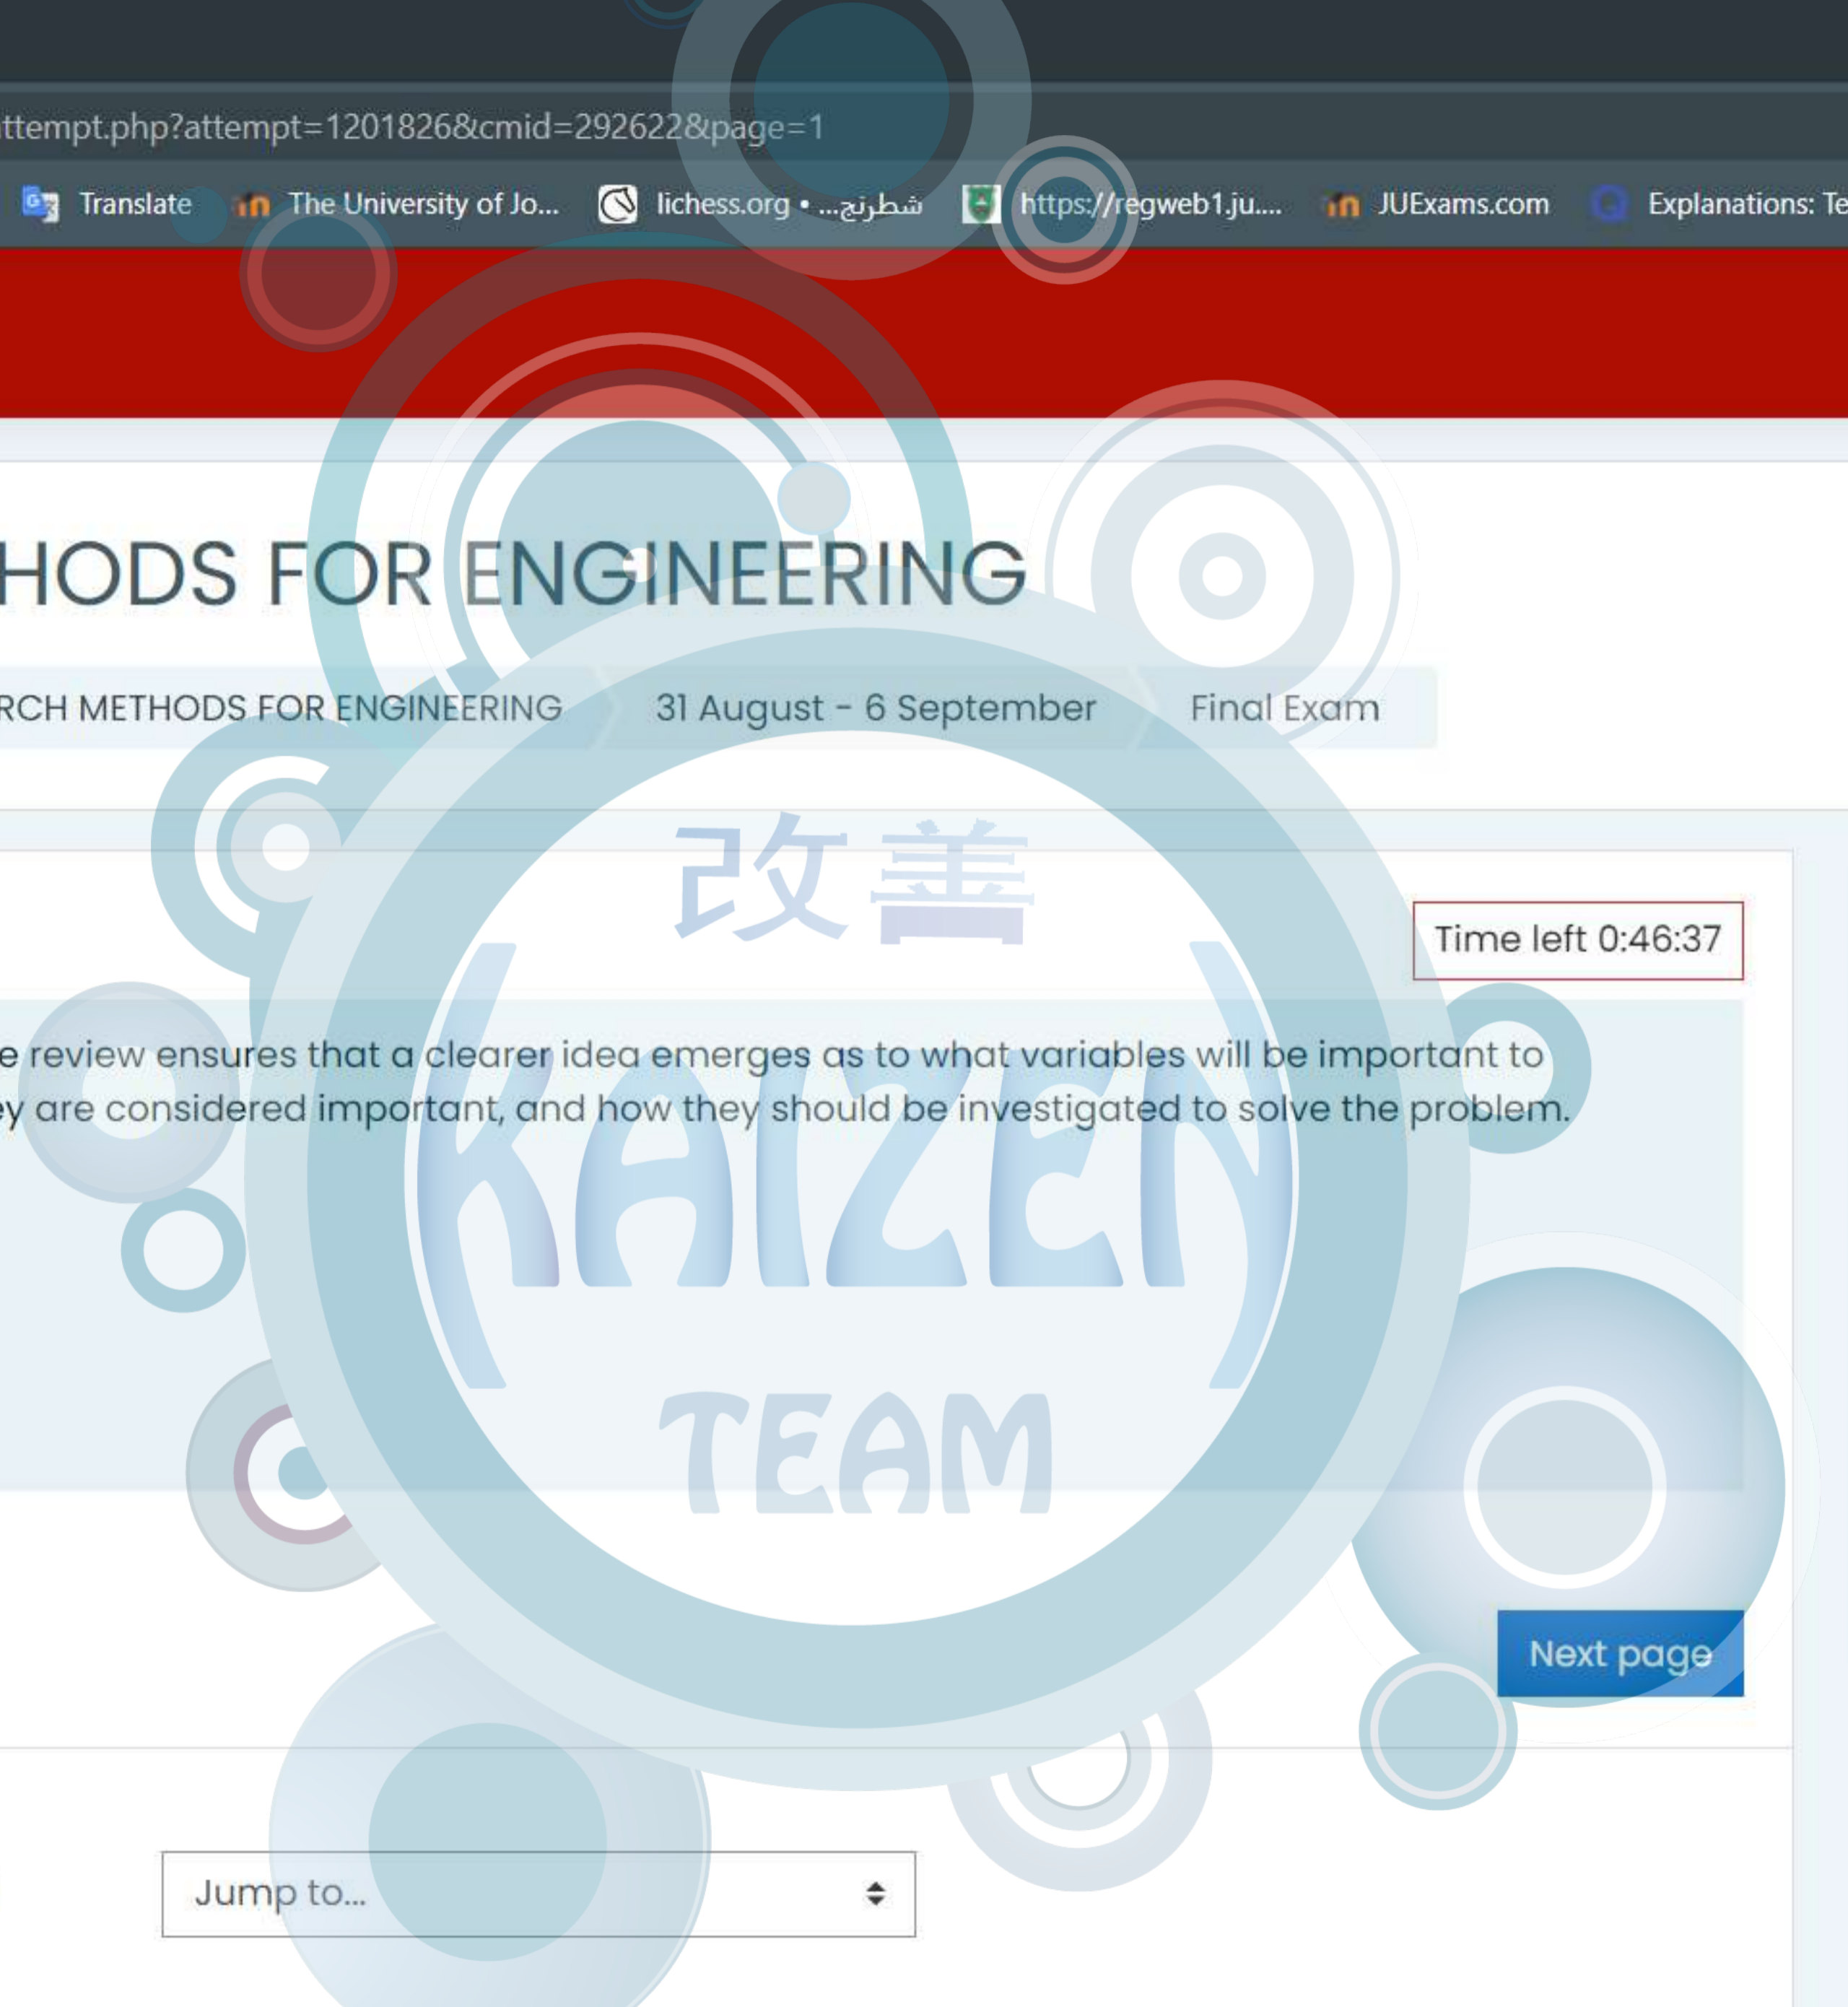 ttempt.php?attempt=1201826&cmid=292622&page=1
Translate The University of Jo... lichess.org • ...شطرنج https://regweb1.ju.... JUExams.com Explanations: Te
HODS FOR ENGINEERING
RCH METHODS FOR ENGINEERING 31 August - 6 September Final Exam
改善
Time left 0:46:37
e review ensures that a clearer idea emerges as to what variables will be important to
ey are considered important, and how they should be investigated to solve the problem.
KAIZEN
TEAM
Next page
Jump to...